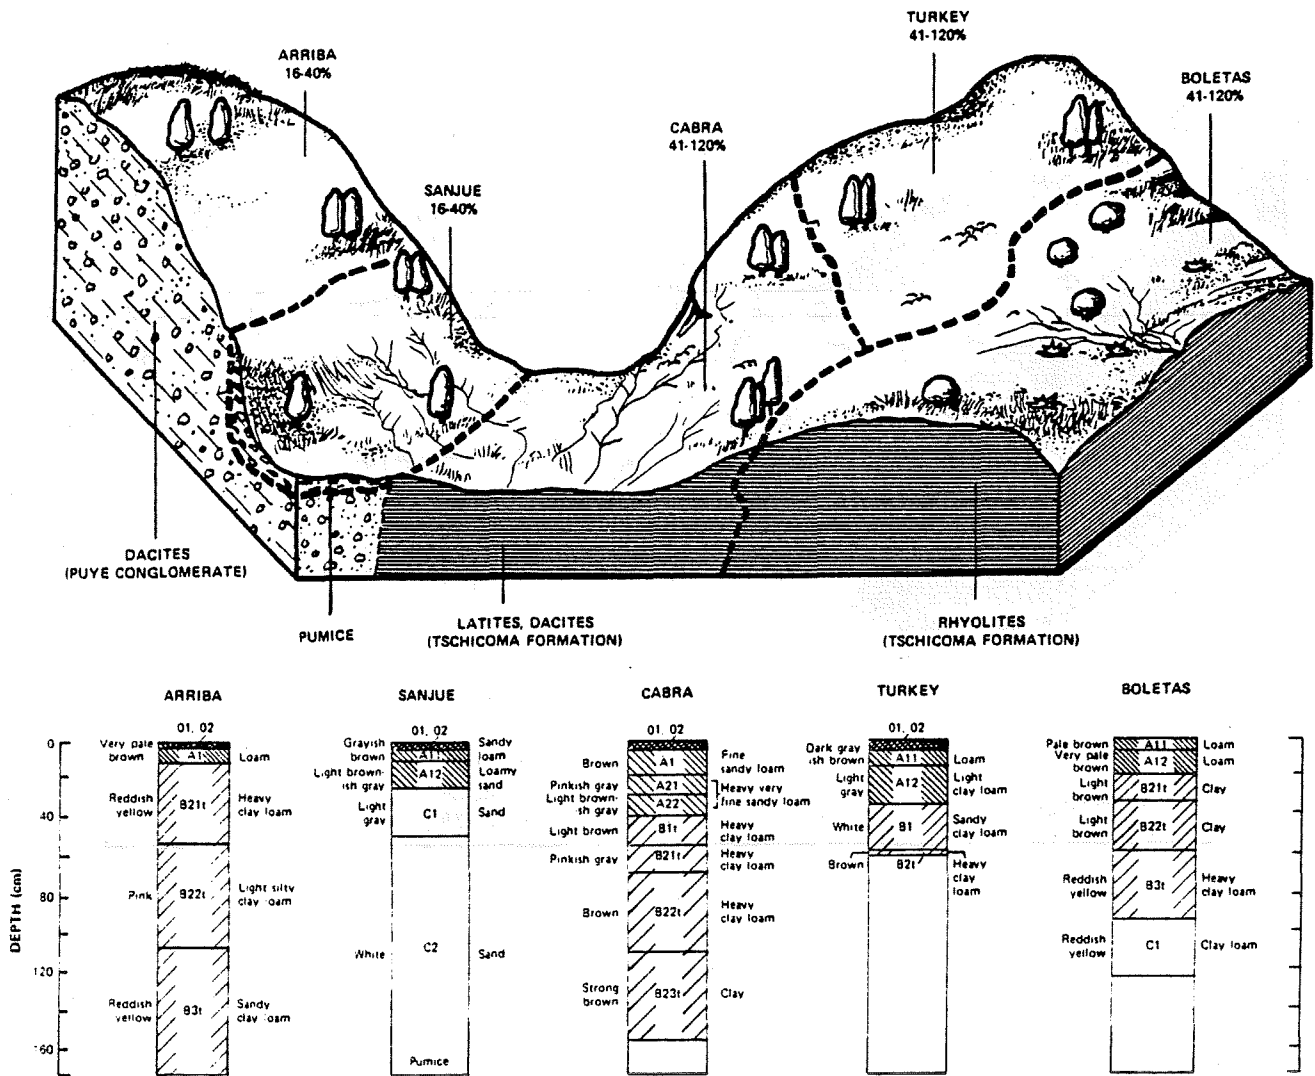 TURKEY
41-120%
ARRIBA
16-40%
BOLETAS
41-120%
CABRA
41-120%
SANJUE
16-40%
DACITES
(PUYE CONGLOMERATE)
PUMICE
LATITES, DACITES
(TSCHICOMA FORMATION)
RHYOLITES
(TSCHICOMA FORMATION)
DEPTH (cm)
0
40
80
120
160
ARRIBA
01, 02
Very pale
brown
A1
Loam
Reddish
yellow
B21t
Heavy
clay loam
Pink
B22t
Light silty
clay loam
Reddish
yellow
B3t
Sandy
clay loam
SANJUE
01, 02
Grayish
brown
A11
Sandy
loam
Light brown-
ish gray
A12
Loamy
sand
Light
gray
C1
Sand
White
C2
Sand
Pumice
CABRA
01, 02
Brown
A1
Fine
sandy loam
Pinkish gray
A21
Heavy very
fine sandy loam
Light brown-
ish gray
A22
Light brown
B1t
Heavy
clay loam
Pinkish gray
B21t
Heavy
clay loam
Brown
B22t
Heavy
clay loam
Strong
brown
B23t
Clay
TURKEY
01, 02
Dark gray
ish brown
A11
Loam
Light
gray
A12
Light
clay loam
White
B1
Sandy
clay loam
Brown
B2t
Heavy
clay
loam
BOLETAS
Pale brown
A11
Loam
Very pale
brown
A12
Loam
Light
brown
B21t
Clay
Light
brown
B22t
Clay
Reddish
yellow
B3t
Heavy
clay loam
Reddish
yellow
C1
Clay loam